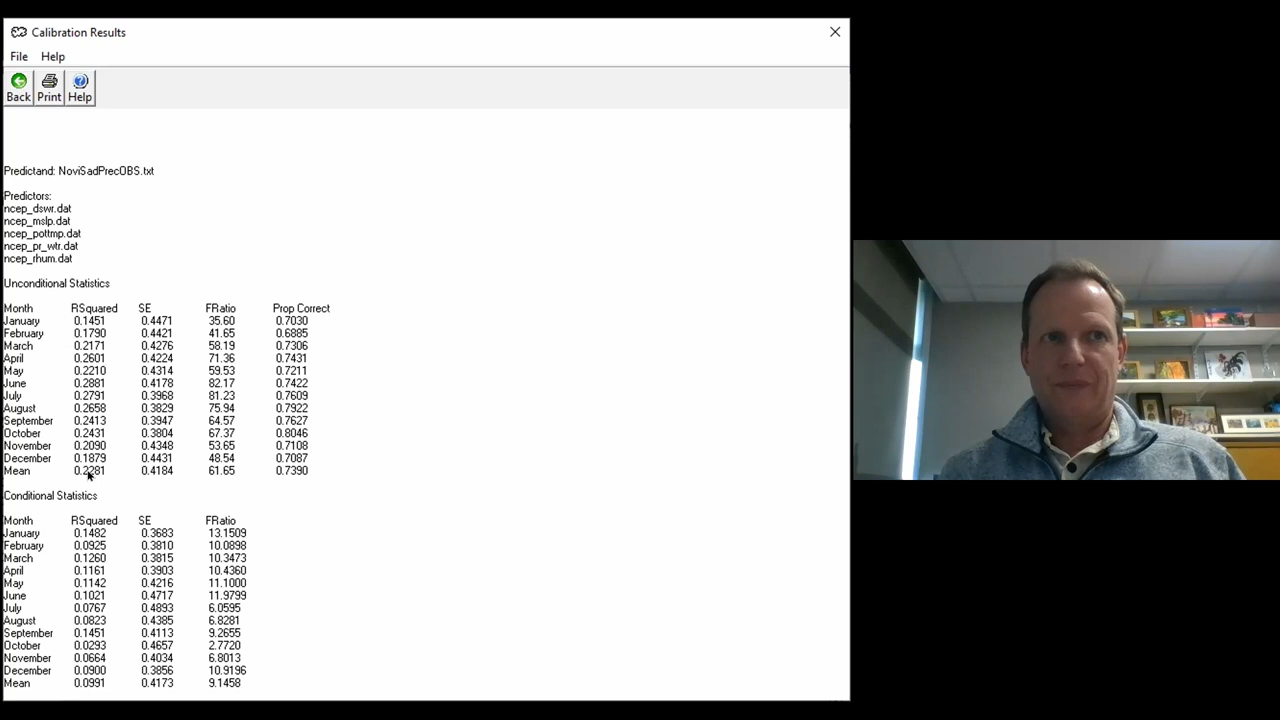 Calibration Results
File Help
Back Print Help
Predictand: NoviSadPrecOBS.txt
Predictors:
ncep_dswr.dat
ncep_mslp.dat
ncep_pottmp.dat
ncep_pr_wtr.dat
ncep_rhum.dat
Unconditional Statistics
Month RSquared SE FRatio Prop Correct
January 0.1451 0.4471 35.60 0.7030
February 0.1790 0.4421 41.65 0.6885
March 0.2171 0.4276 58.19 0.7306
April 0.2601 0.4224 71.36 0.7431
May 0.2210 0.4314 59.53 0.7211
June 0.2881 0.4178 82.17 0.7422
July 0.2791 0.3968 81.23 0.7609
August 0.2658 0.3829 75.94 0.7922
September 0.2413 0.3947 64.57 0.7627
October 0.2431 0.3804 67.37 0.8046
November 0.2090 0.4348 53.65 0.7108
December 0.1879 0.4431 48.54 0.7087
Mean 0.2281 0.4184 61.65 0.7390
Conditional Statistics
Month RSquared SE FRatio
January 0.1482 0.3683 13.1509
February 0.0925 0.3810 10.0898
March 0.1260 0.3815 10.3473
April 0.1161 0.3903 10.4360
May 0.1142 0.4216 11.1000
June 0.1021 0.4717 11.9799
July 0.0767 0.4893 6.0595
August 0.0823 0.4385 6.8281
September 0.1451 0.4113 9.2655
October 0.0293 0.4657 2.7720
November 0.0664 0.4034 6.8013
December 0.0900 0.3856 10.9196
Mean 0.0991 0.4173 9.1458